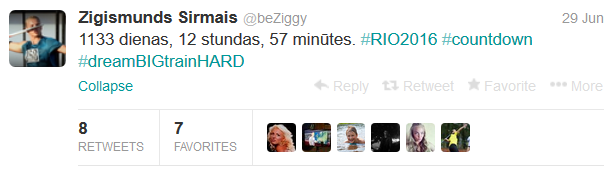 Zigismunds Sirmais @beZiggy 29 Jun
1133 dienas, 12 stundas, 57 minūtes. #RIO2016 #countdown
#dreamBIGtrainHARD
Collapse Reply Retweet Favorite More
8 7
RETWEETS FAVORITES